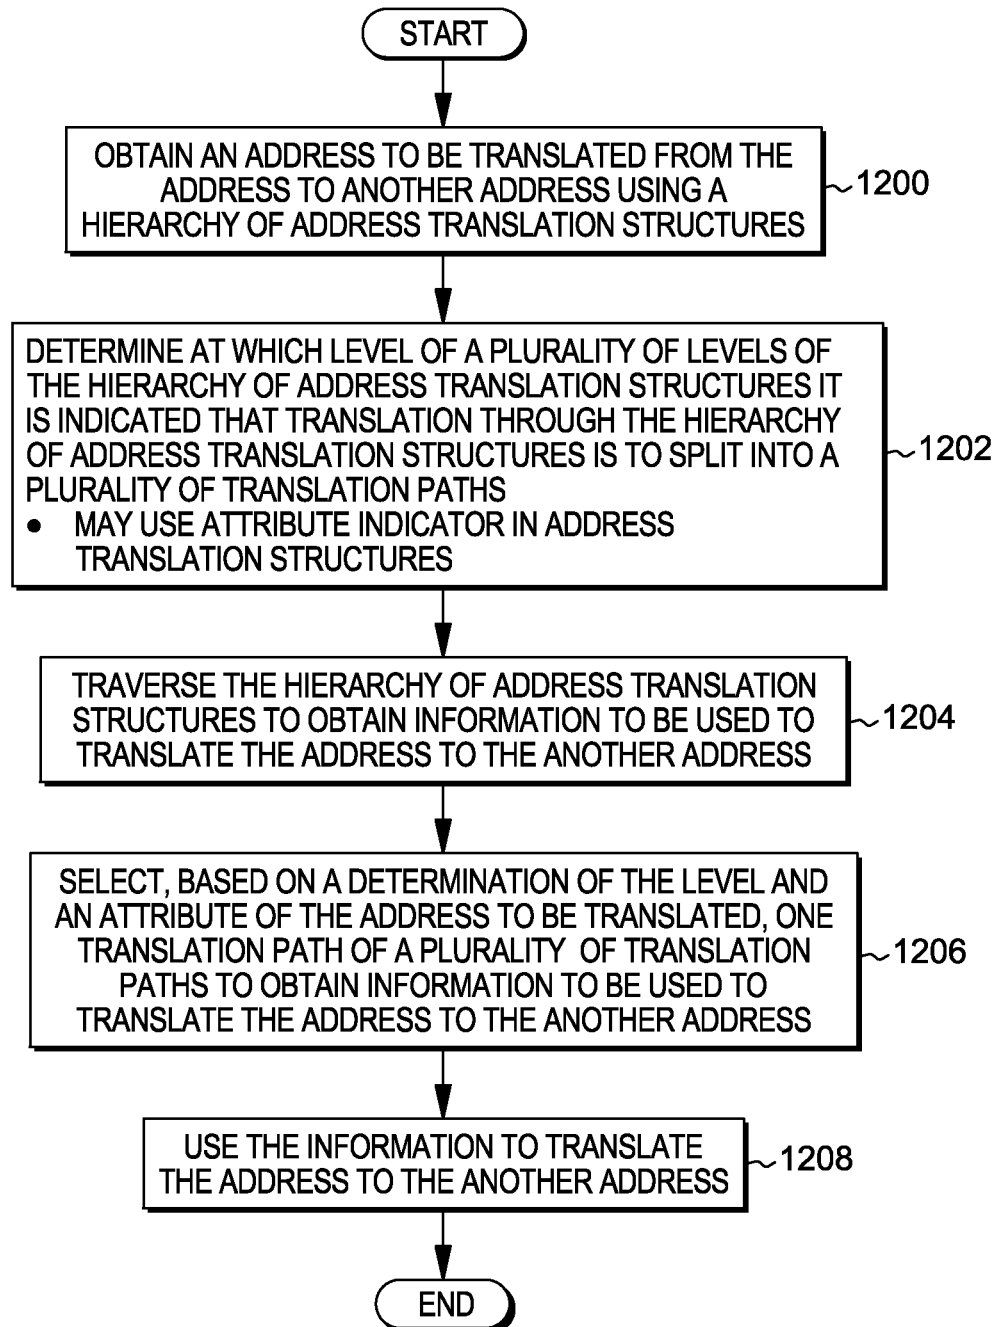 START
OBTAIN AN ADDRESS TO BE TRANSLATED FROM THE
ADDRESS TO ANOTHER ADDRESS USING A
HIERARCHY OF ADDRESS TRANSLATION STRUCTURES
1200
DETERMINE AT WHICH LEVEL OF A PLURALITY OF LEVELS OF
THE HIERARCHY OF ADDRESS TRANSLATION STRUCTURES IT
IS INDICATED THAT TRANSLATION THROUGH THE HIERARCHY
OF ADDRESS TRANSLATION STRUCTURES IS TO SPLIT INTO A
PLURALITY OF TRANSLATION PATHS
• MAY USE ATTRIBUTE INDICATOR IN ADDRESS
TRANSLATION STRUCTURES
1202
TRAVERSE THE HIERARCHY OF ADDRESS TRANSLATION
STRUCTURES TO OBTAIN INFORMATION TO BE USED TO
TRANSLATE THE ADDRESS TO THE ANOTHER ADDRESS
1204
SELECT, BASED ON A DETERMINATION OF THE LEVEL AND
AN ATTRIBUTE OF THE ADDRESS TO BE TRANSLATED, ONE
TRANSLATION PATH OF A PLURALITY OF TRANSLATION
PATHS TO OBTAIN INFORMATION TO BE USED TO
TRANSLATE THE ADDRESS TO THE ANOTHER ADDRESS
1206
USE THE INFORMATION TO TRANSLATE
THE ADDRESS TO THE ANOTHER ADDRESS
1208
END